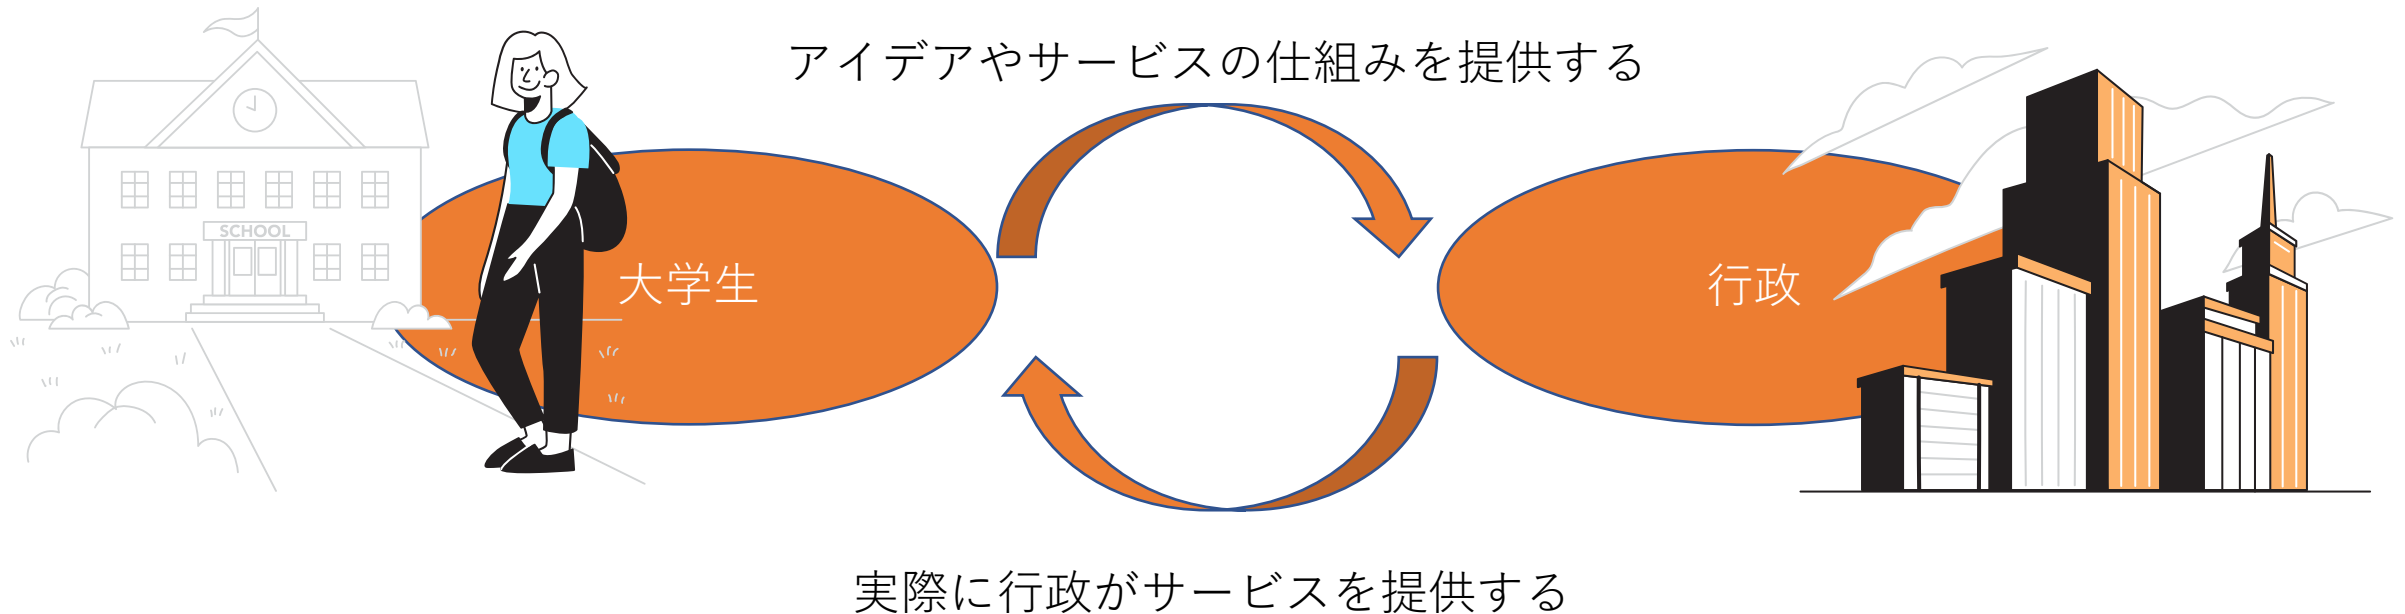 アイデアやサービスの仕組みを提供する
SCHOOL
大学生
行政
実際に行政がサービスを提供する